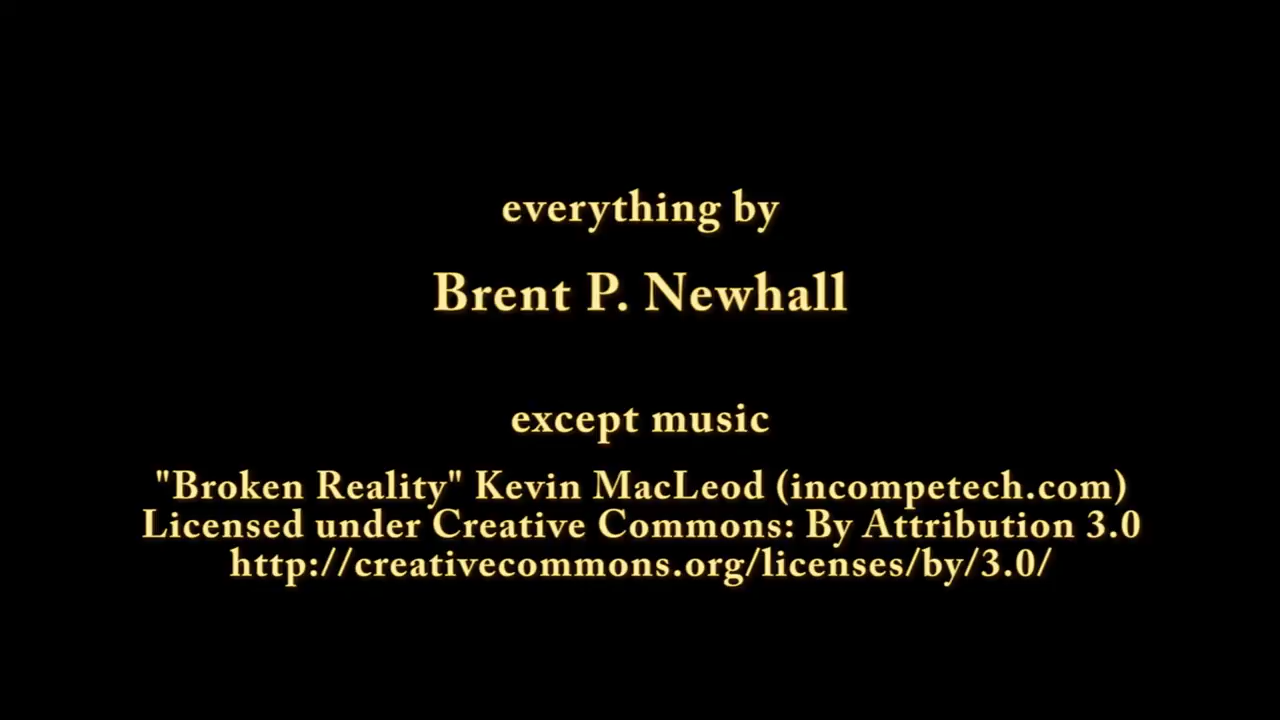 everything by
Brent P. Newhall
except music
"Broken Reality" Kevin MacLeod (incompetech.com)
Licensed under Creative Commons: By Attribution 3.0
http://creativecommons.org/licenses/by/3.0/